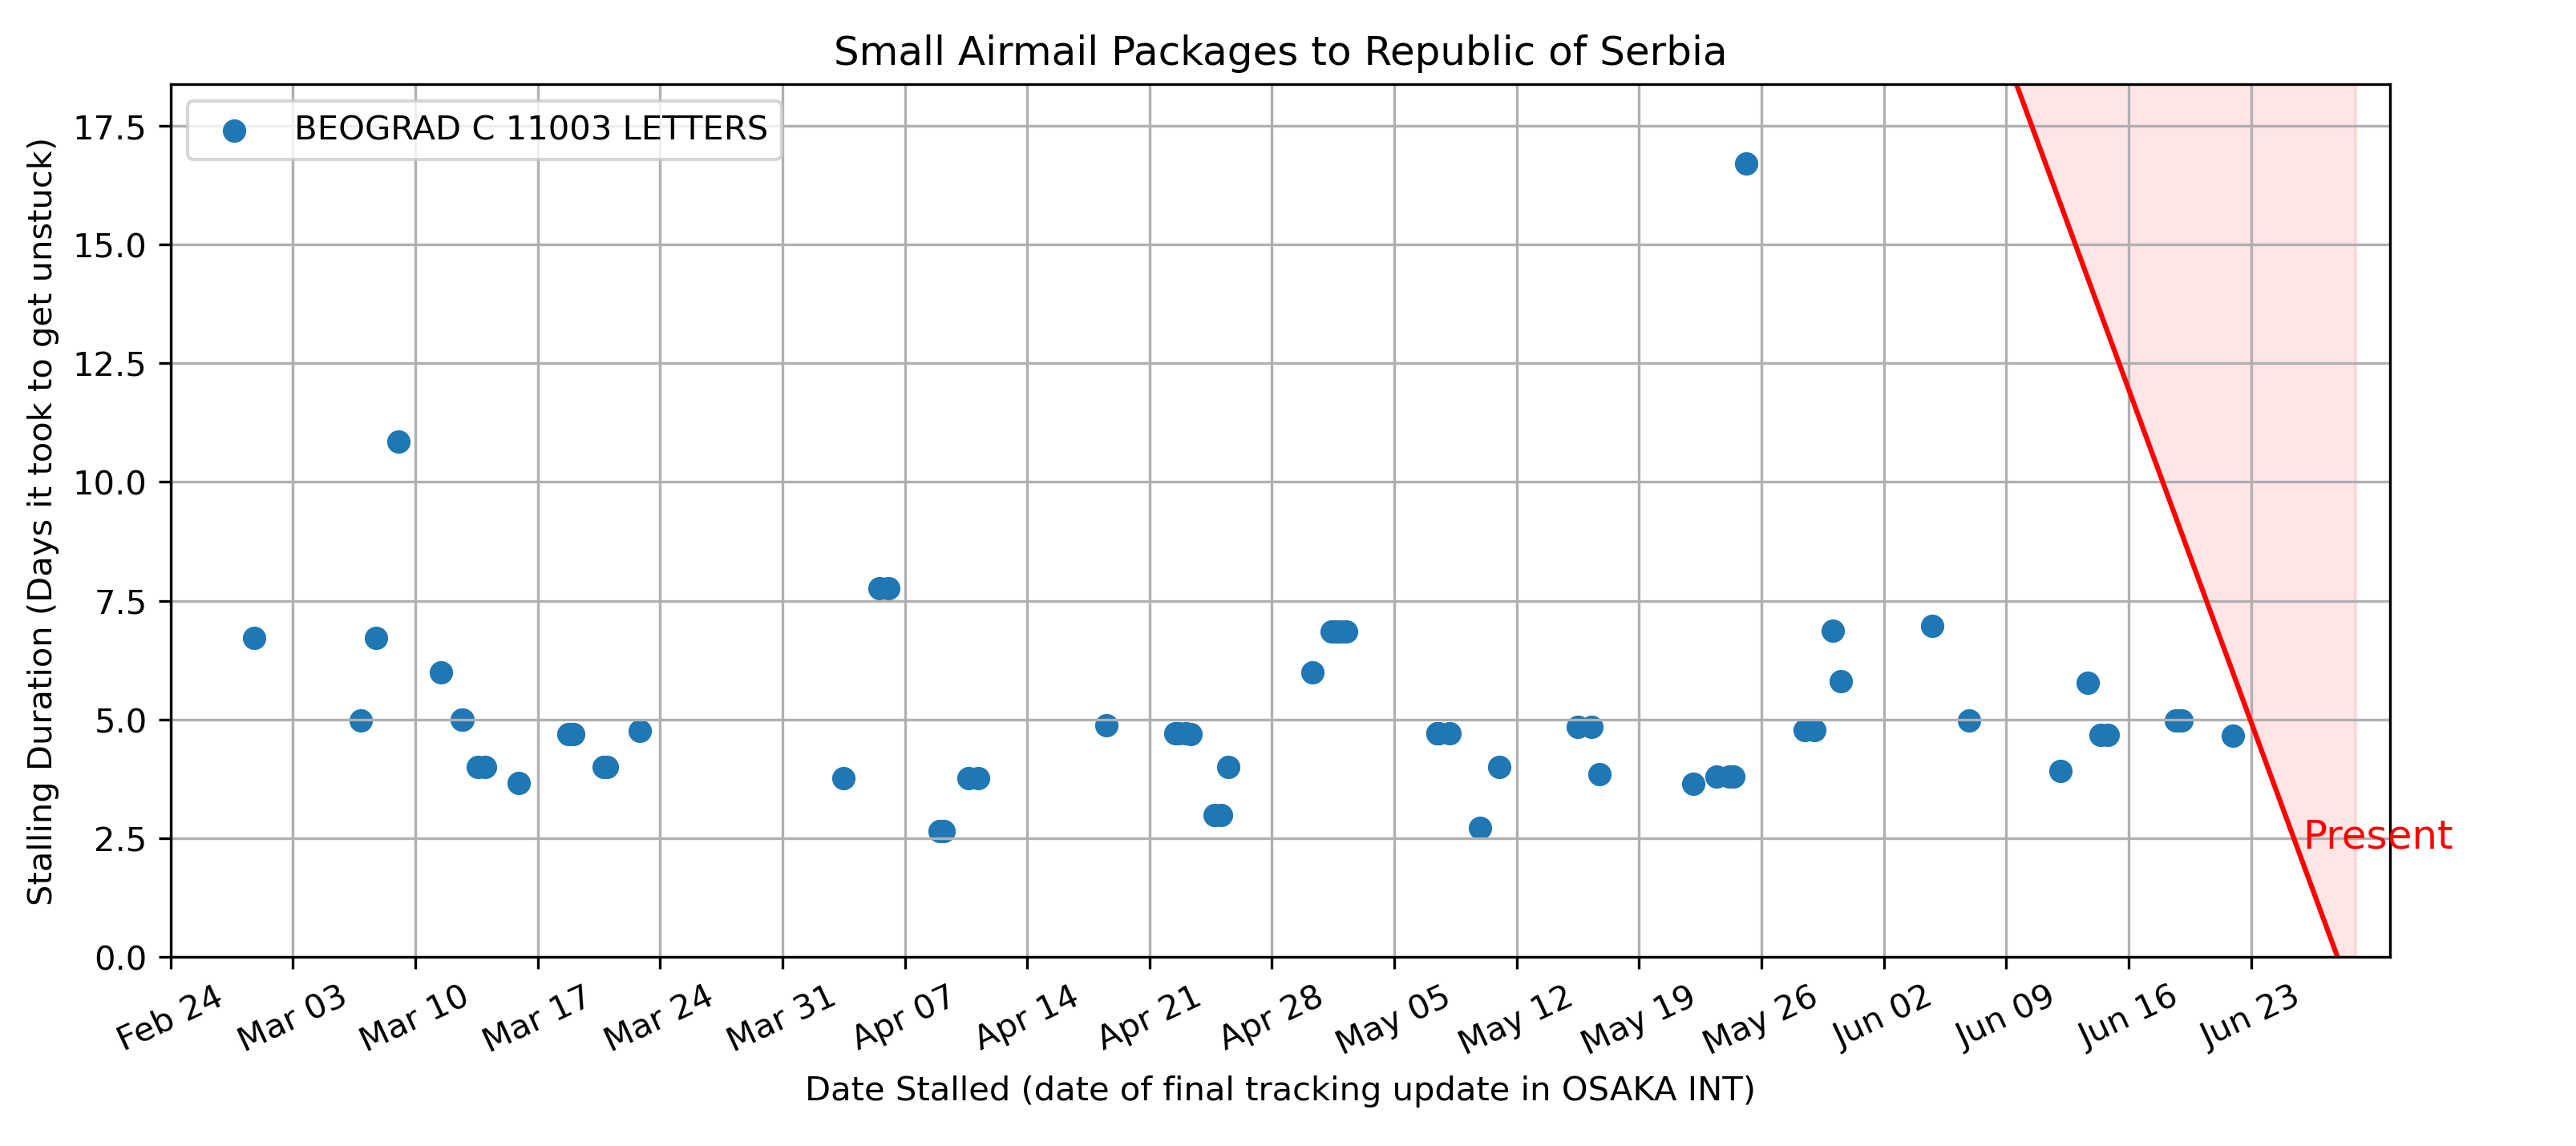 Small Airmail Packages to Republic of Serbia
BEOGRAD C 11003 LETTERS
Stalling Duration (Days it took to get unstuck)
17.5
15.0
12.5
10.0
7.5
5.0
2.5
0.0
Present
Feb 24
Mar 03
Mar 10
Mar 17
Mar 24
Mar 31
Apr 07
Apr 14
Apr 21
Apr 28
May 05
May 12
May 19
May 26
Jun 02
Jun 09
Jun 16
Jun 23
Date Stalled (date of final tracking update in OSAKA INT)